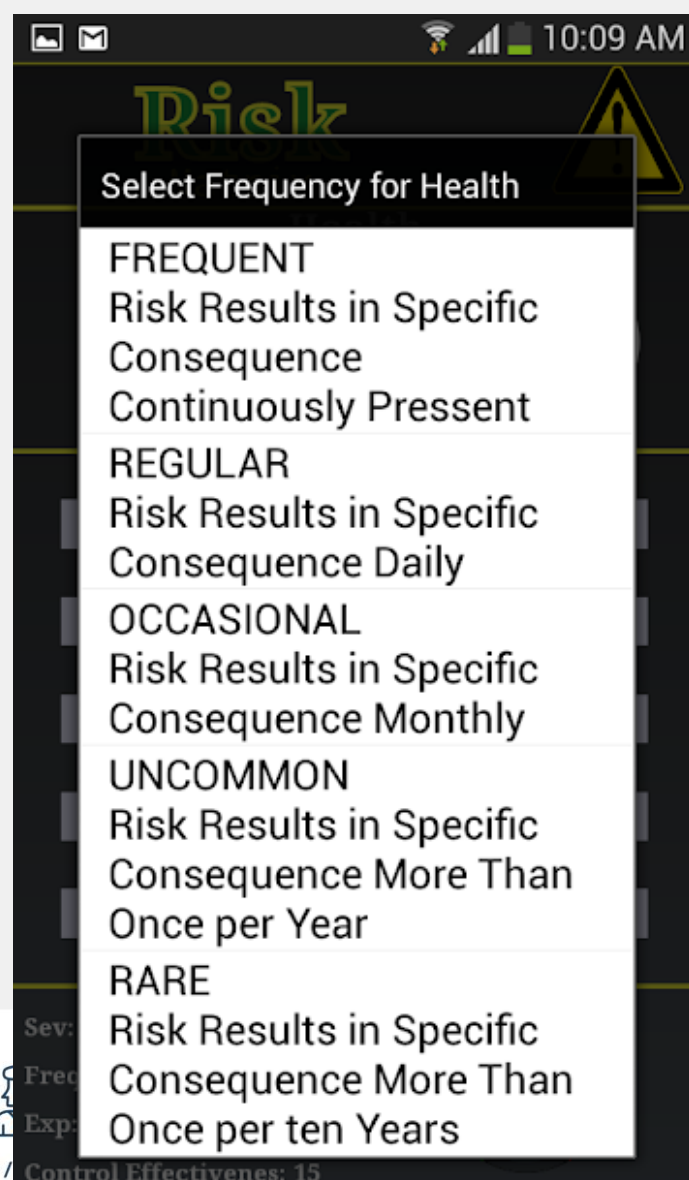 10:09 AM
Risk
Select Frequency for Health
Health
FREQUENT
Risk Results in Specific
Consequence
Continuously Pressent
REGULAR
Risk Results in Specific
Consequence Daily
OCCASIONAL
Risk Results in Specific
Consequence Monthly
UNCOMMON
Risk Results in Specific
Consequence More Than
Once per Year
RARE
Risk Results in Specific
Consequence More Than
Once per ten Years
Sev:
Freq
Exp:
Control Effectivenes: 15